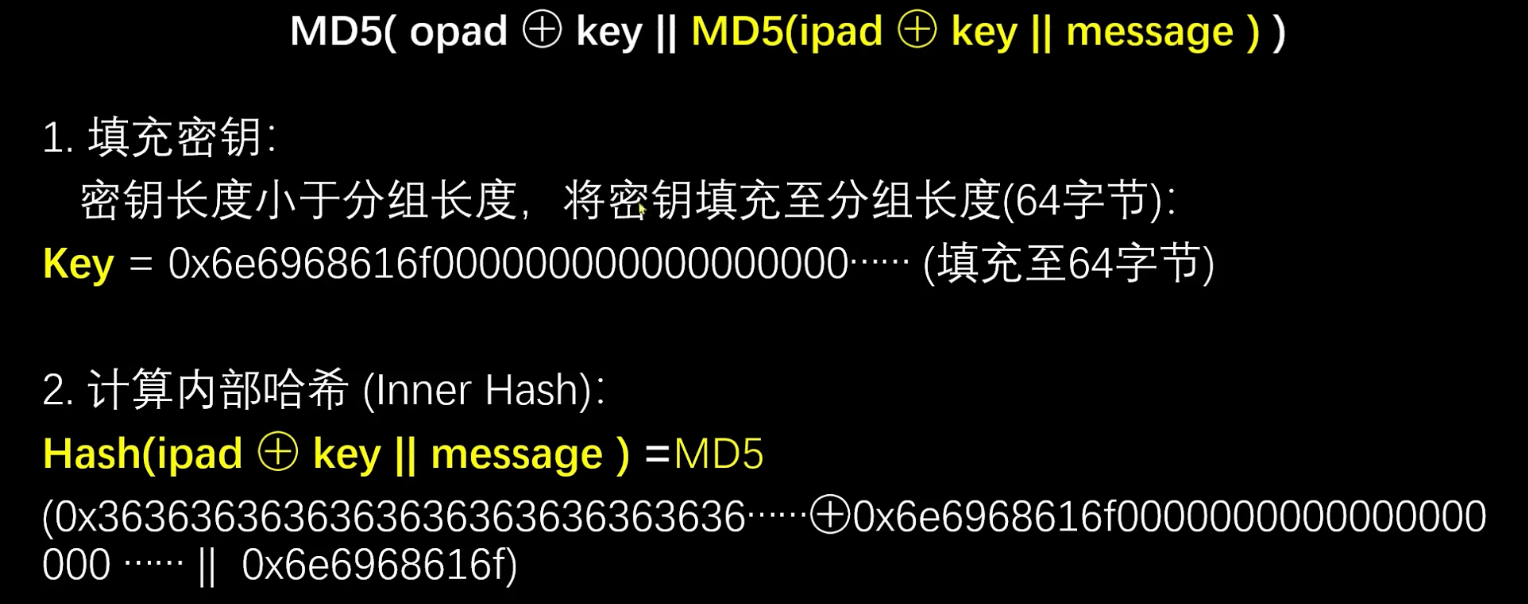 MD5( opad ⊕ key || MD5(ipad ⊕ key || message ) )
1. 填充密钥：
密钥长度小于分组长度，将密钥填充至分组长度(64字节)：
Key = 0x6e6968616f000000000000000000…… (填充至64字节)
2. 计算内部哈希 (Inner Hash)：
Hash(ipad ⊕ key || message ) =MD5
(0x3636363636363636363636363636……⊕0x6e6968616f0000000000000000
000 …… || 0x6e6968616f)